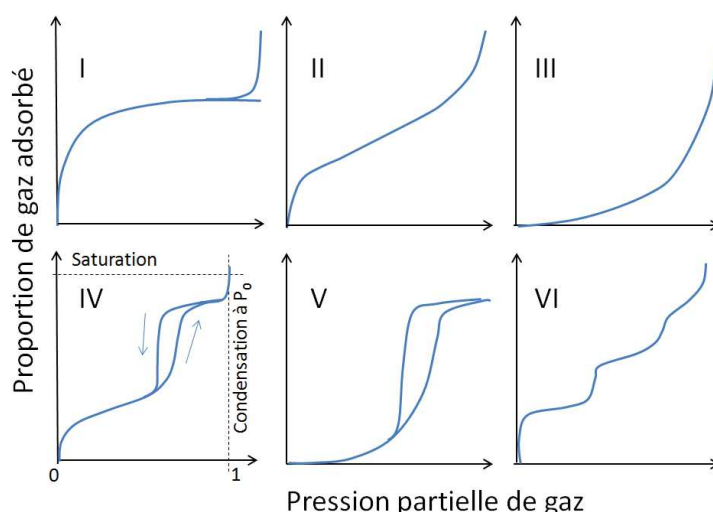 Proportion de gaz adsorbé
I
II
III
Saturation
IV
Condensation à P0
V
VI
0
1
Pression partielle de gaz